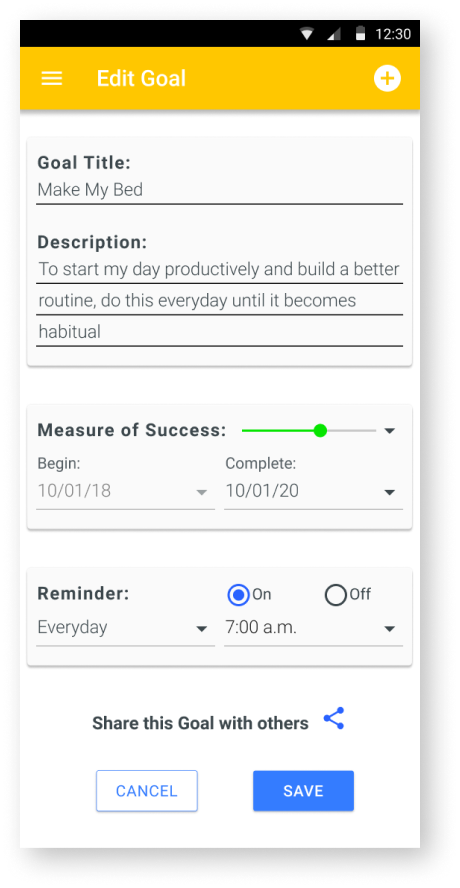 12:30
Edit Goal
Goal Title:
Make My Bed
Description:
To start my day productively and build a better
routine, do this everyday until it becomes
habitual
Measure of Success:
Begin: Complete:
10/01/18 10/01/20
Reminder: On Off
Everyday 7:00 a.m.
Share this Goal with others
CANCEL SAVE